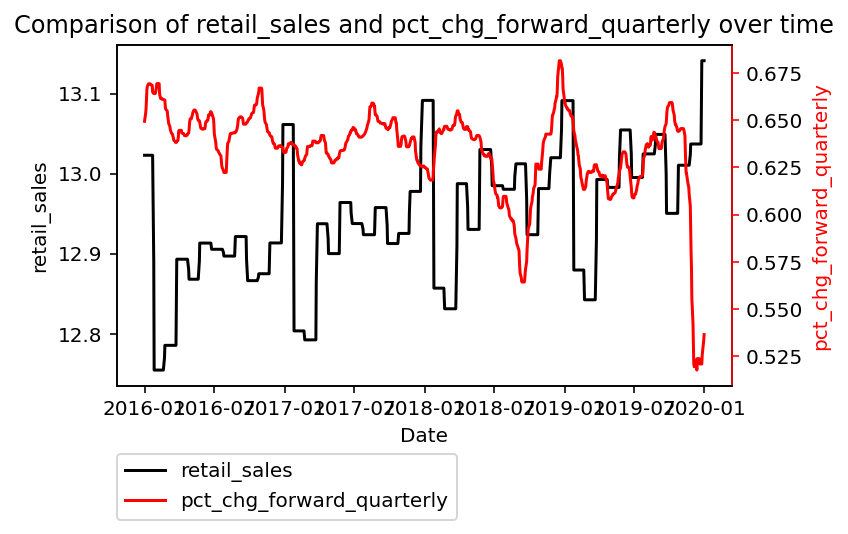 Comparison of retail_sales and pct_chg_forward_quarterly over time
13.1
13.0
12.9
12.8
retail_sales
0.675
0.650
0.625
0.600
0.575
0.550
0.525
pct_chg_forward_quarterly
2016-01 2016-07 2017-01 2017-07 2018-01 2018-07 2019-01 2019-07 2020-01
Date
retail_sales
pct_chg_forward_quarterly